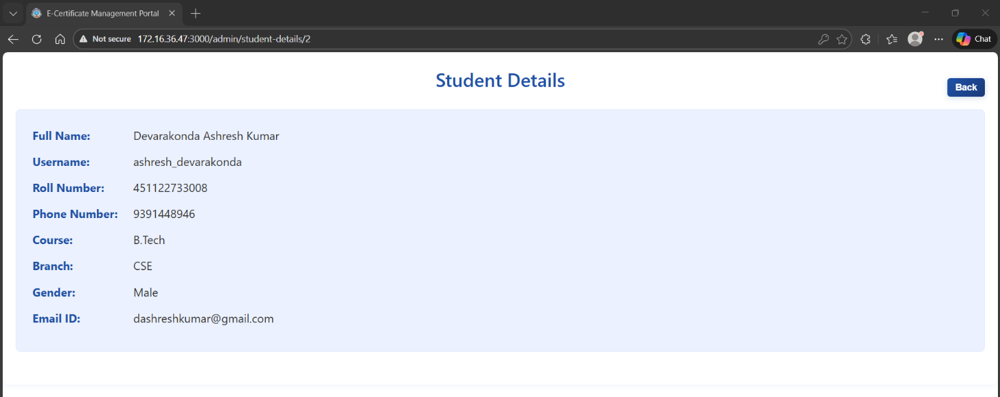 E-Certificate Management Portal
Not secure 172.16.36.47:3000/admin/student-details/2
Chat
Student Details
Back
Full Name: Devarakonda Ashresh Kumar
Username: ashresh_devarakonda
Roll Number: 451122733008
Phone Number: 9391448946
Course: B.Tech
Branch: CSE
Gender: Male
Email ID: dashreshkumar@gmail.com